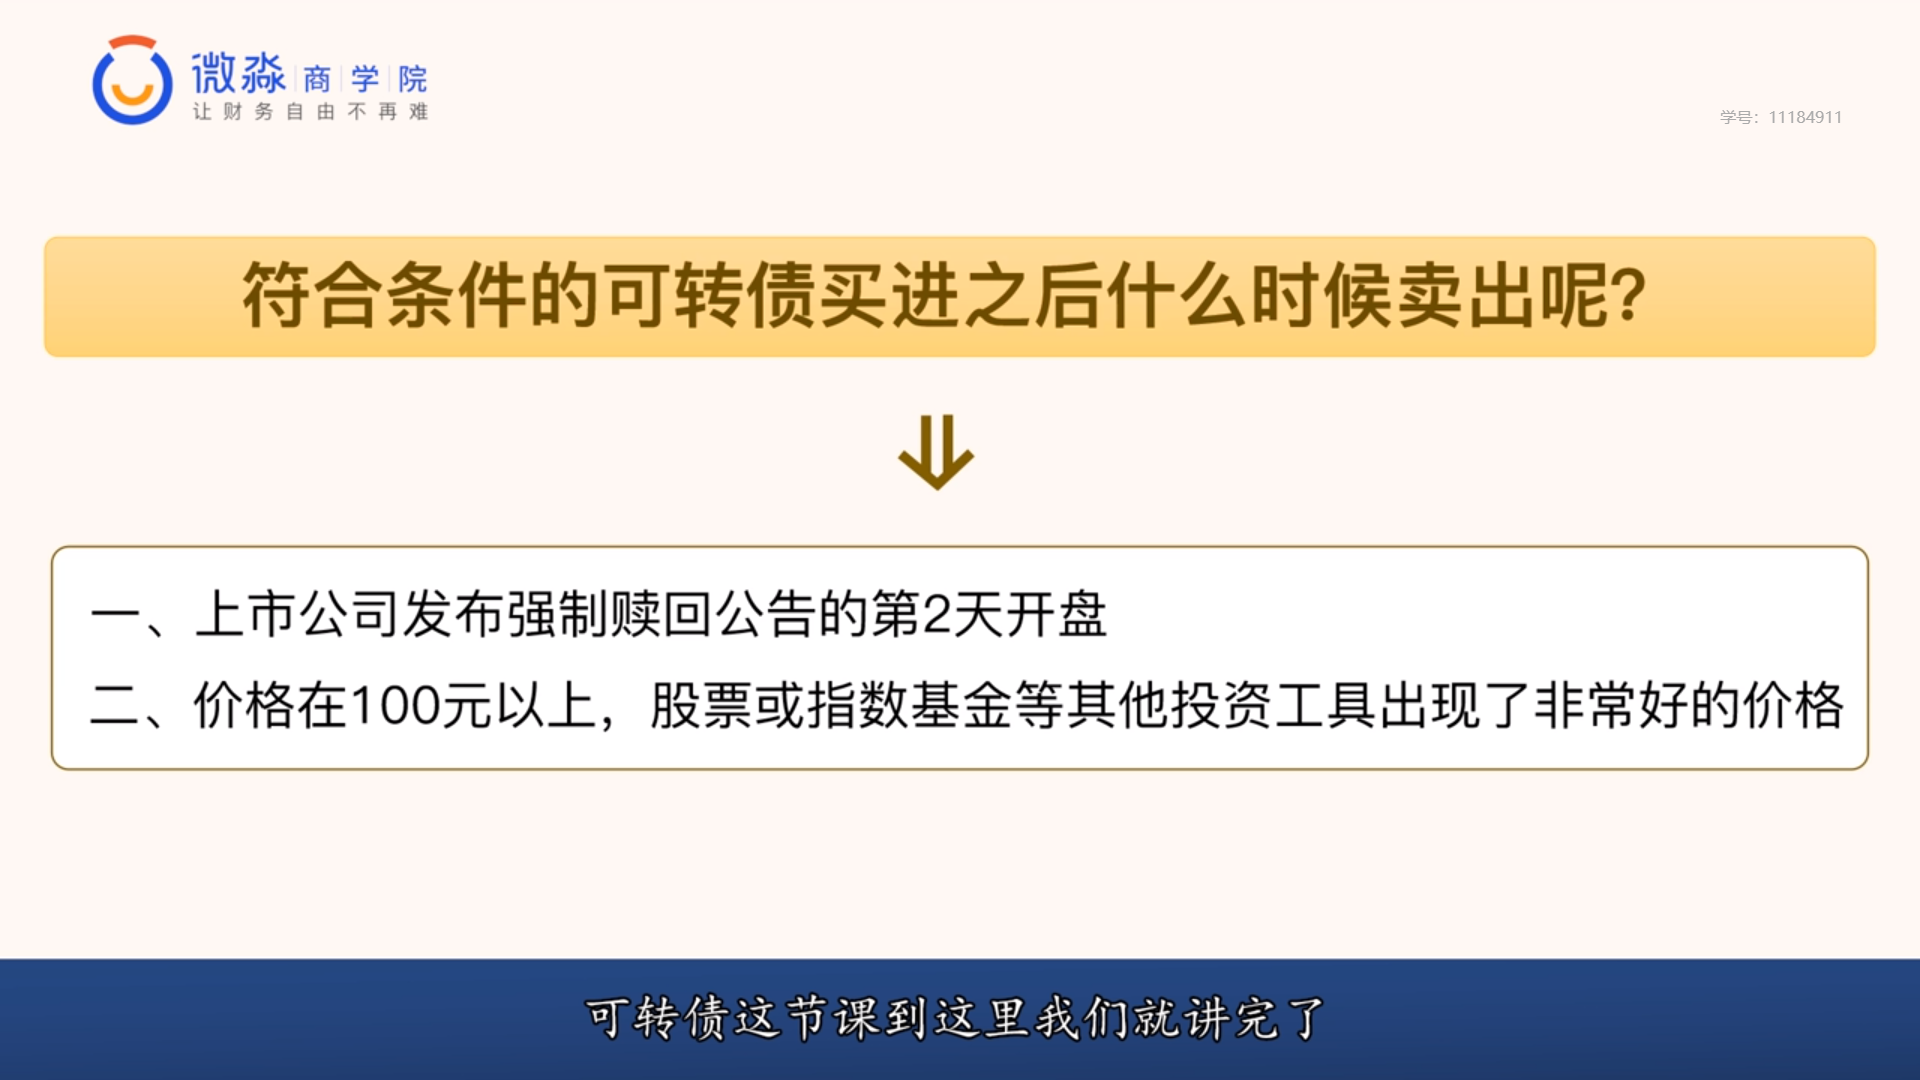 微淼 商 学 院
让财务自由不再难
学号：11184911
符合条件的可转债买进之后什么时候卖出呢？
一、上市公司发布强制赎回公告的第2天开盘
二、价格在100元以上，股票或指数基金等其他投资工具出现了非常好的价格
可转债这节课到这里我们就讲完了